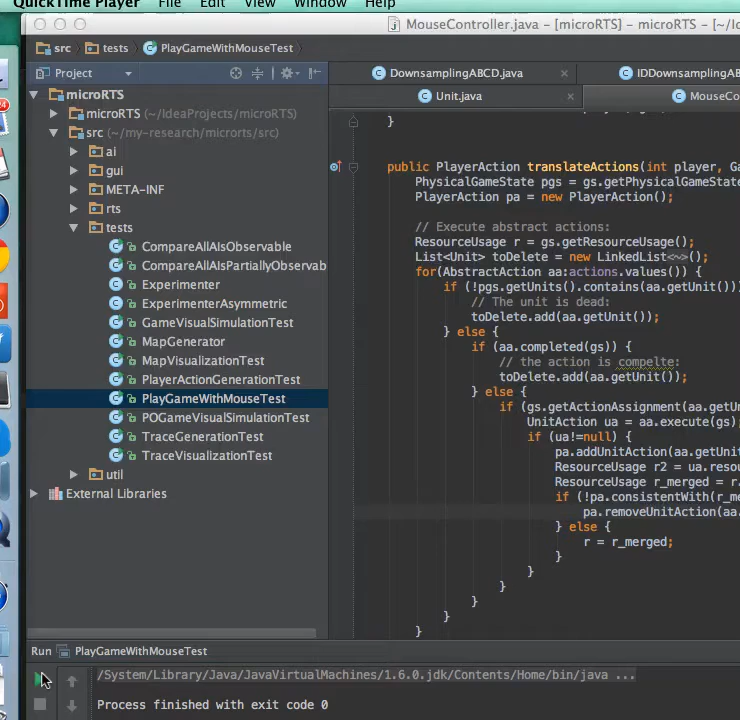 QuickTime Player File Edit View Window Help
MouseController.java - [microRTS] - microRTS - [~/Id
src tests PlayGameWithMouseTest
Project
DownsamplingABCD.java
IDDownsamplingAB
Unit.java
MouseCo
microRTS
microRTS (~/IdeaProjects/microRTS)
src (~/my-research/microrts/src)
ai
gui
META-INF
rts
tests
CompareAllAIsObservable
CompareAllAIsPartiallyObservab
Experimenter
ExperimenterAsymmetric
GameVisualSimulationTest
MapGenerator
MapVisualizationTest
PlayerActionGenerationTest
PlayGameWithMouseTest
POGameVisualSimulationTest
TraceGenerationTest
TraceVisualizationTest
util
External Libraries
}
public PlayerAction translateActions(int player, Ga
PhysicalGameState pgs = gs.getPhysicalGameState
PlayerAction pa = new PlayerAction();
// Execute abstract actions:
ResourceUsage r = gs.getResourceUsage();
List<Unit> toDelete = new LinkedList<~>();
for(AbstractAction aa:actions.values()) {
if (!pgs.getUnits().contains(aa.getUnit())
// The unit is dead:
toDelete.add(aa.getUnit());
} else {
if (aa.completed(gs)) {
// the action is compelte:
toDelete.add(aa.getUnit());
} else {
if (gs.getActionAssignment(aa.getU
UnitAction ua = aa.execute(gs)
if (ua!=null) {
pa.addUnitAction(aa.getUni
ResourceUsage r2 = ua.reso
ResourceUsage r_merged = r.
if (!pa.consistentWith(r_me
pa.removeUnitAction(aa.
} else {
r = r_merged;
}
}
}
}
}
}
Run PlayGameWithMouseTest
/System/Library/Java/JavaVirtualMachines/1.6.0.jdk/Contents/Home/bin/java ...
Process finished with exit code 0